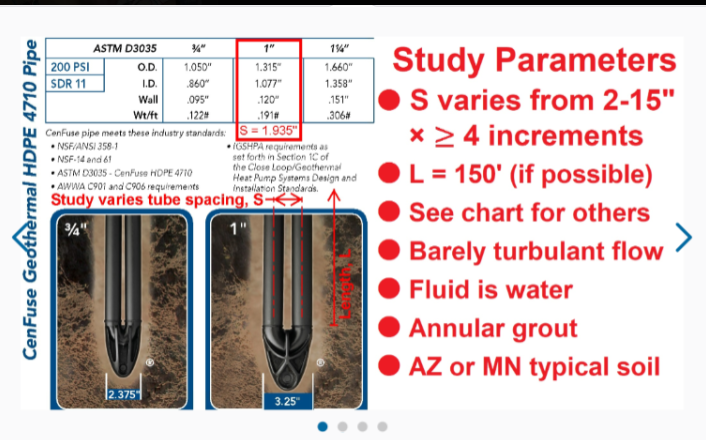 CenFuse Geothermal HDPE 4710 Pipe
ASTM D3035 ¾" 1" 1¼"
200 PSI O.D. 1.050" 1.315" 1.660"
SDR 11 I.D. .860" 1.077" 1.358"
Wall .095" .120" .151"
Wt/ft .122# .191# .306#
CenFuse pipe meets these industry standards:
S = 1.935"
• NSF/ANSI 358-1
• NSF-14 and 61
• ASTM D3035 - CenFuse HDPE 4710
• AWWA C901 and C906 requirements
• IGSHPA requirements as
set forth in Section 1C of
the Close Loop/Geothermal
Heat Pump Systems Design and
Installation Standards.
Study varies tube spacing, S
¾"
®
2.375"
1"
Length, L
®
3.25"
Study Parameters
● S varies from 2-15"
× ≥ 4 increments
● L = 150' (if possible)
● See chart for others
● Barely turbulant flow
● Fluid is water
● Annular grout
● AZ or MN typical soil